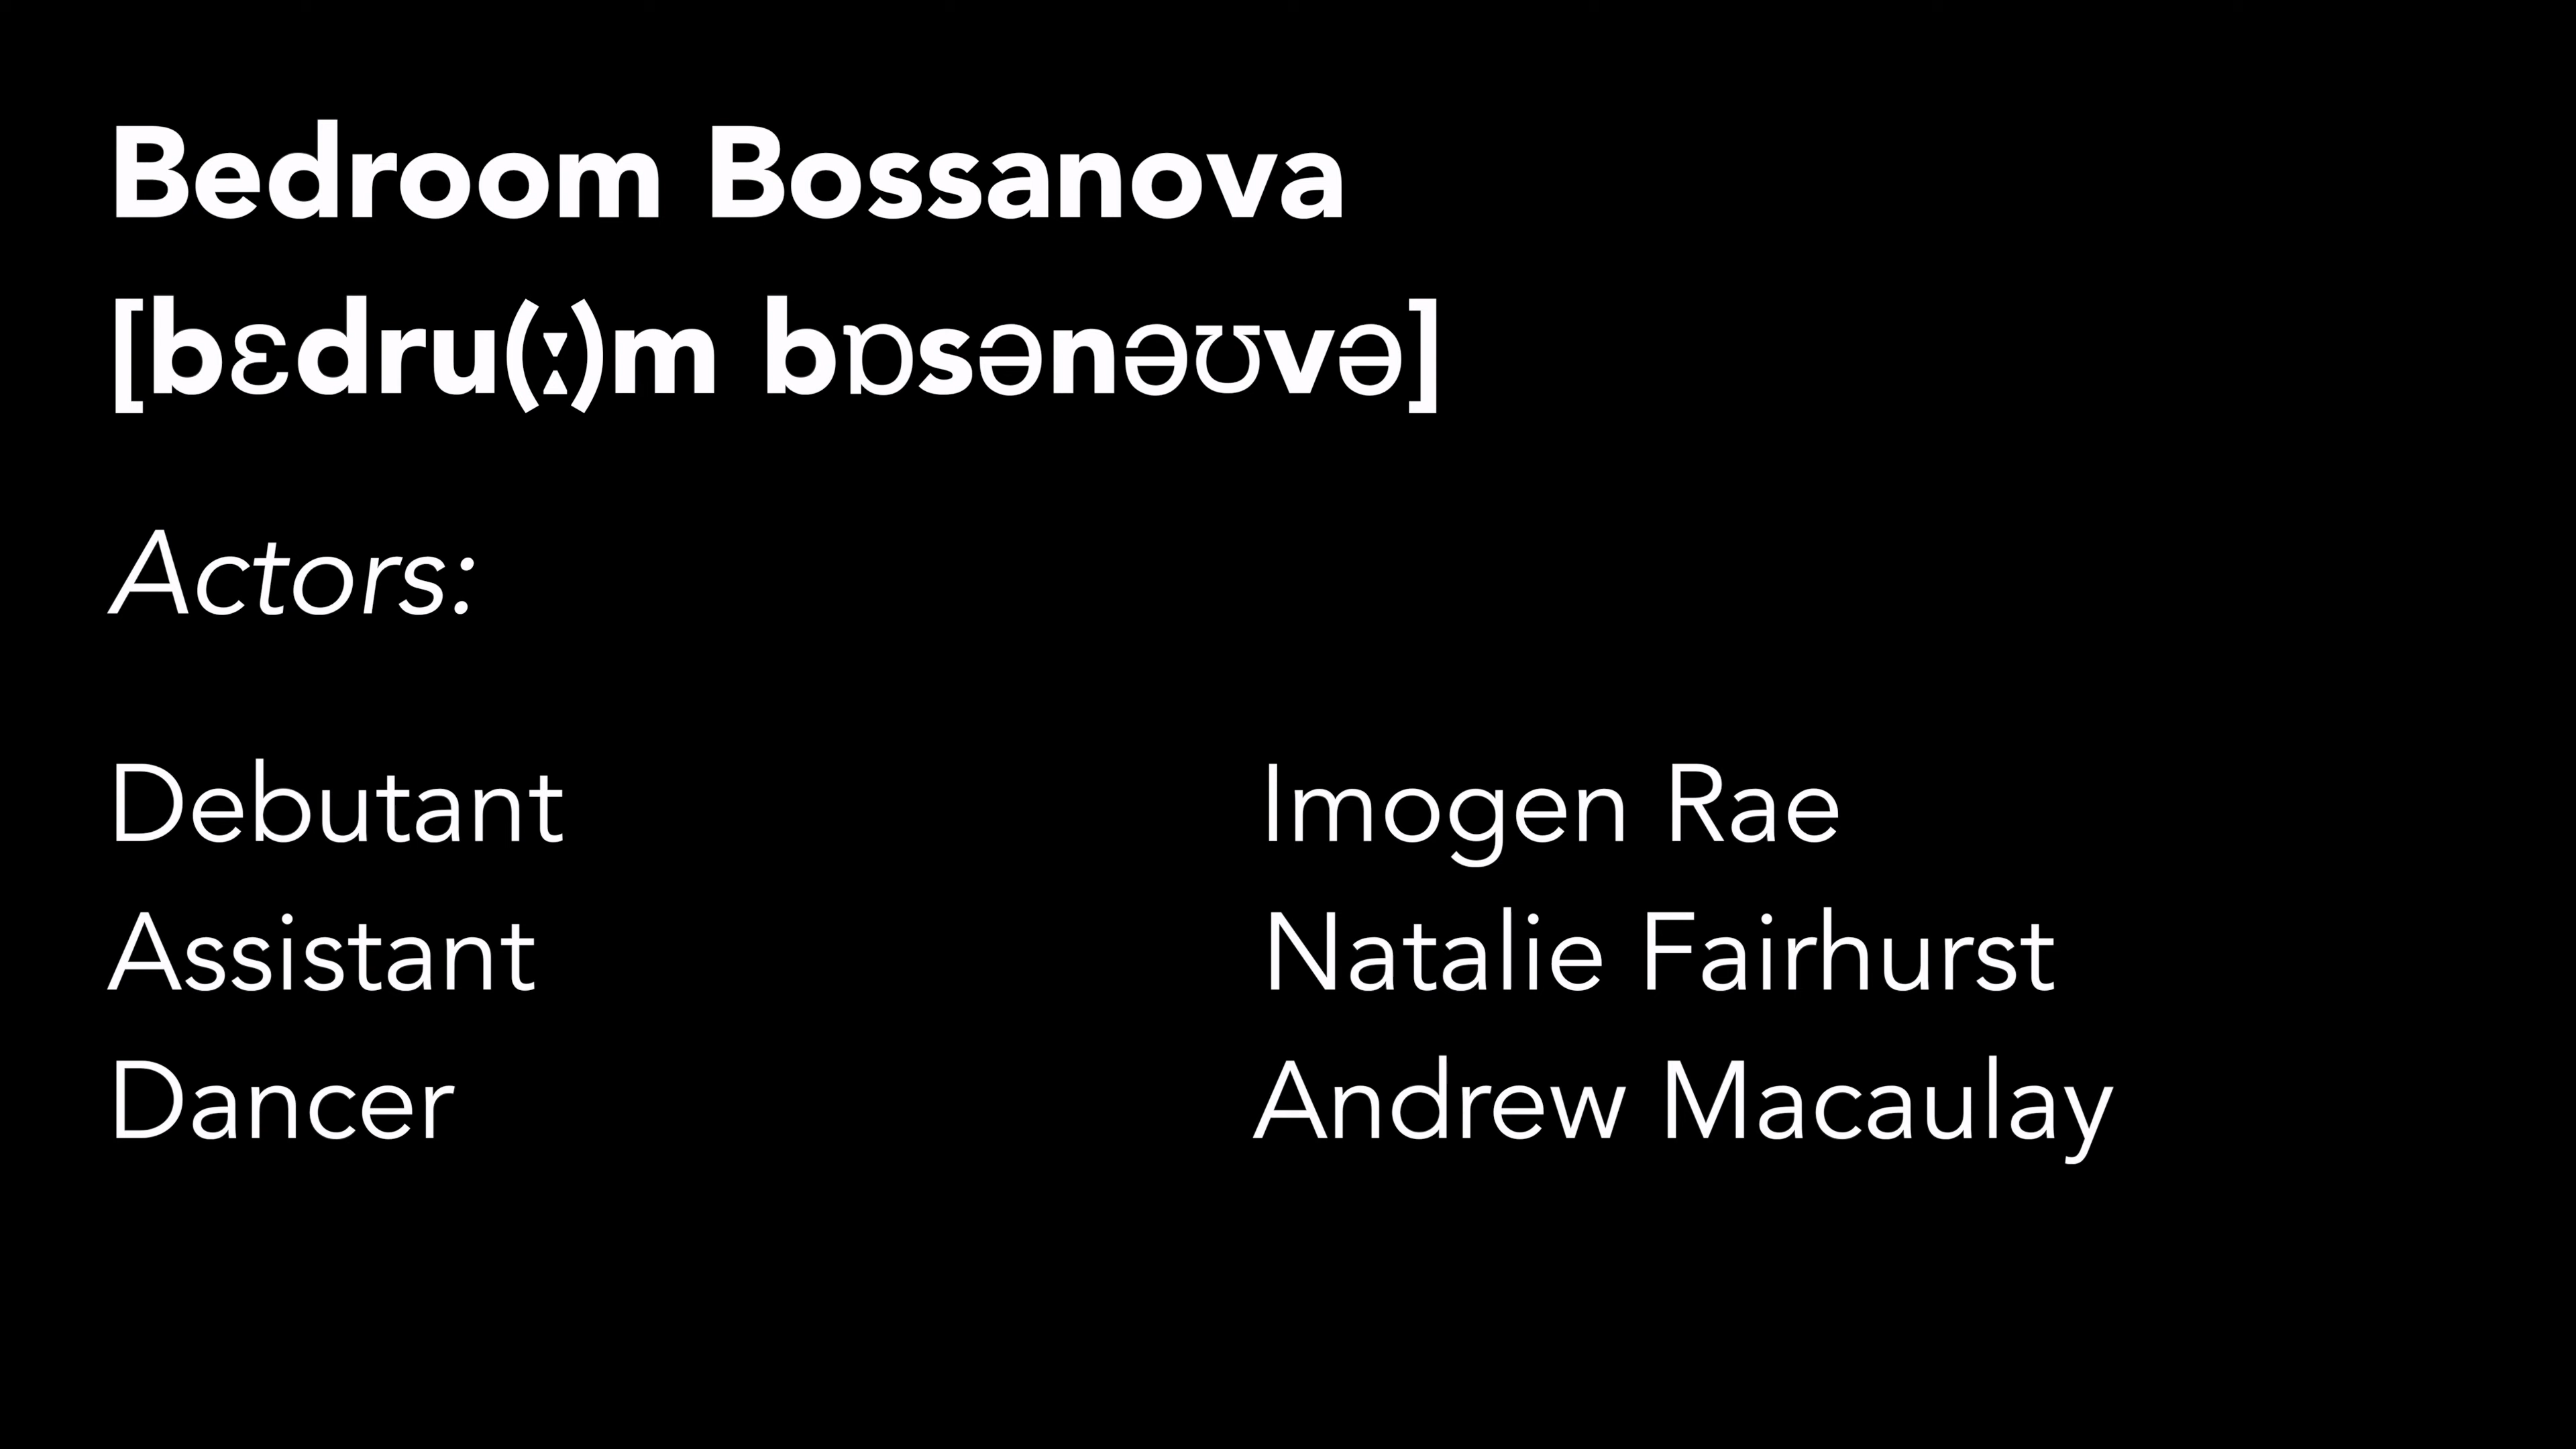 Bedroom Bossanova
[bɛdru(ː)m bɒsənəʊvə]
Actors:
Debutant Imogen Rae
Assistant Natalie Fairhurst
Dancer Andrew Macaulay